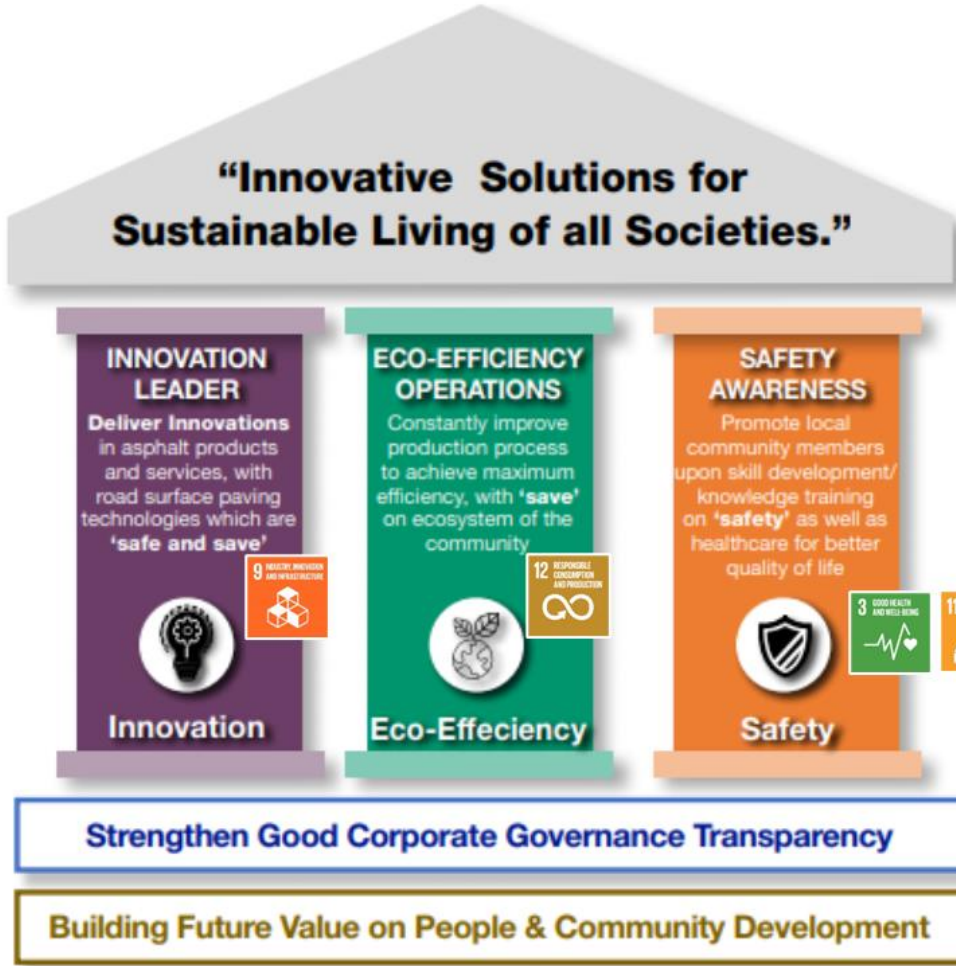 “Innovative Solutions for
Sustainable Living of all Societies.”
INNOVATION
LEADER
Deliver Innovations
in asphalt products
and services, with
road surface paving
technologies which are
‘safe and save’
9 INDUSTRY, INNOVATION
AND INFRASTRUCTURE
Innovation
ECO-EFFICIENCY
OPERATIONS
Constantly improve
production process
to achieve maximum
efficiency, with ‘save’
on ecosystem of the
community
12 RESPONSIBLE
CONSUMPTION
AND PRODUCTION
Eco-Effeciency
SAFETY
AWARENESS
Promote local
community members
upon skill development/
knowledge training
on ‘safety’ as well as
healthcare for better
quality of life
3 GOOD HEALTH
AND WELL-BEING
11
Safety
Strengthen Good Corporate Governance Transparency
Building Future Value on People & Community Development